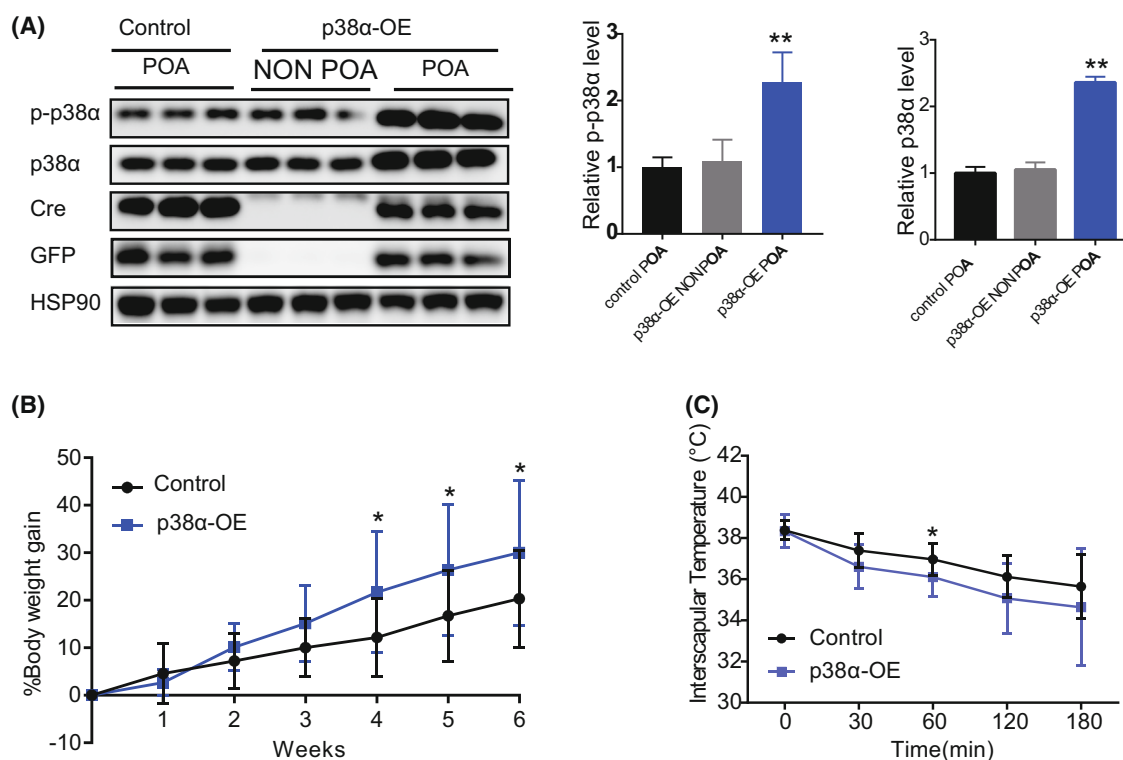 (A)
Control
p38α-OE
POA
NON POA
POA
p-p38α
p38α
Cre
GFP
HSP90
Relative p-p38α level
3
2
1
0
**
control POA
p38α-OE NON POA
p38α-OE POA
Relative p38α level
3
2
1
0
**
control POA
p38α-OE NON POA
p38α-OE POA
(B)
%Body weight gain
50
40
30
20
10
0
-10
Control
p38α-OE
*
*
*
1 2 3 4 5 6
Weeks
(C)
Interscapular Temperature (°C)
42
40
38
36
34
32
30
*
Control
p38α-OE
0 30 60 120 180
Time(min)